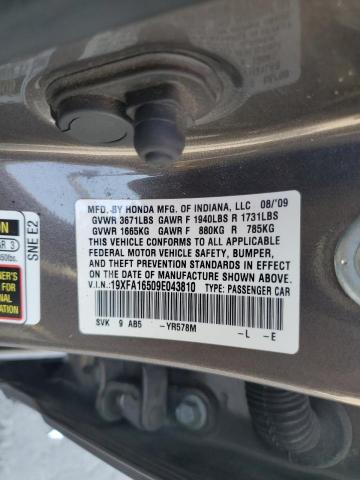 MFD. BY HONDA MFG. OF INDIANA, LLC 08/'09
GVWR 3671LBS GAWR F 1940LBS R 1731LBS
GVWR 1665KG GAWR F 880KG R 785KG
THIS VEHICLE CONFORMS TO ALL APPLICABLE
FEDERAL MOTOR VEHICLE SAFETY, BUMPER,
AND THEFT PREVENTION STANDARDS IN EFFECT
ON THE DATE OF MANUFACTURE SHOWN ABOVE.
V.I.N.: 19XFA16509E043810 TYPE: PASSENGER CAR
SVK 9 AB5 -YR578M -L -E
SNE E2